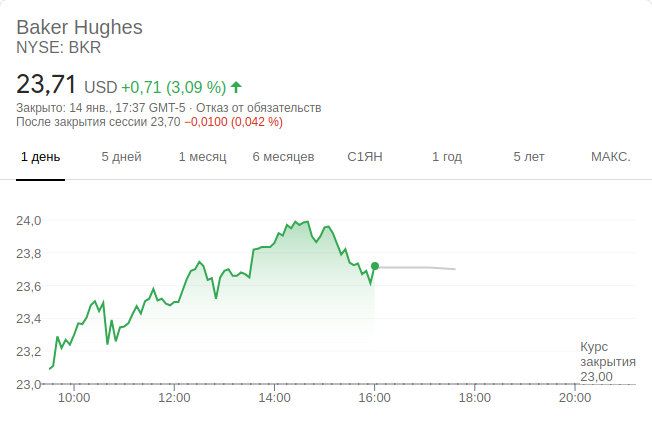 Baker Hughes
NYSE: BKR
23,71 USD +0,71 (3,09 %)
Закрыто: 14 янв., 17:37 GMT-5 · Отказ от обязательств
После закрытия сессии 23,70 −0,0100 (0,042 %)
1 день 5 дней 1 месяц 6 месяцев С1ЯН 1 год 5 лет МАКС.
24,0
23,8
23,6
23,4
23,2
Курс
закрытия
23,00
23,0
10:00 12:00 14:00 16:00 18:00 20:00